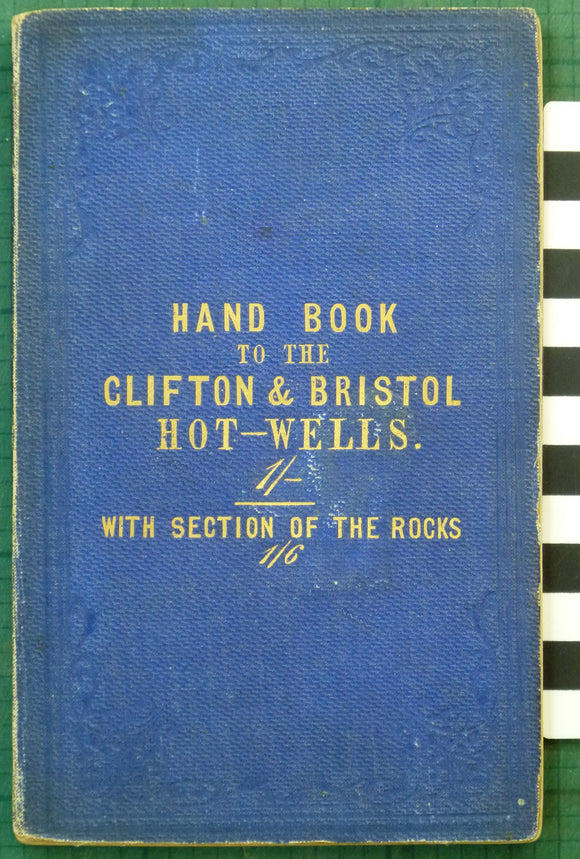 HAND BOOK
TO THE
CLIFTON & BRISTOL
HOT-WELLS.
1/-
WITH SECTION OF THE ROCKS
1/6